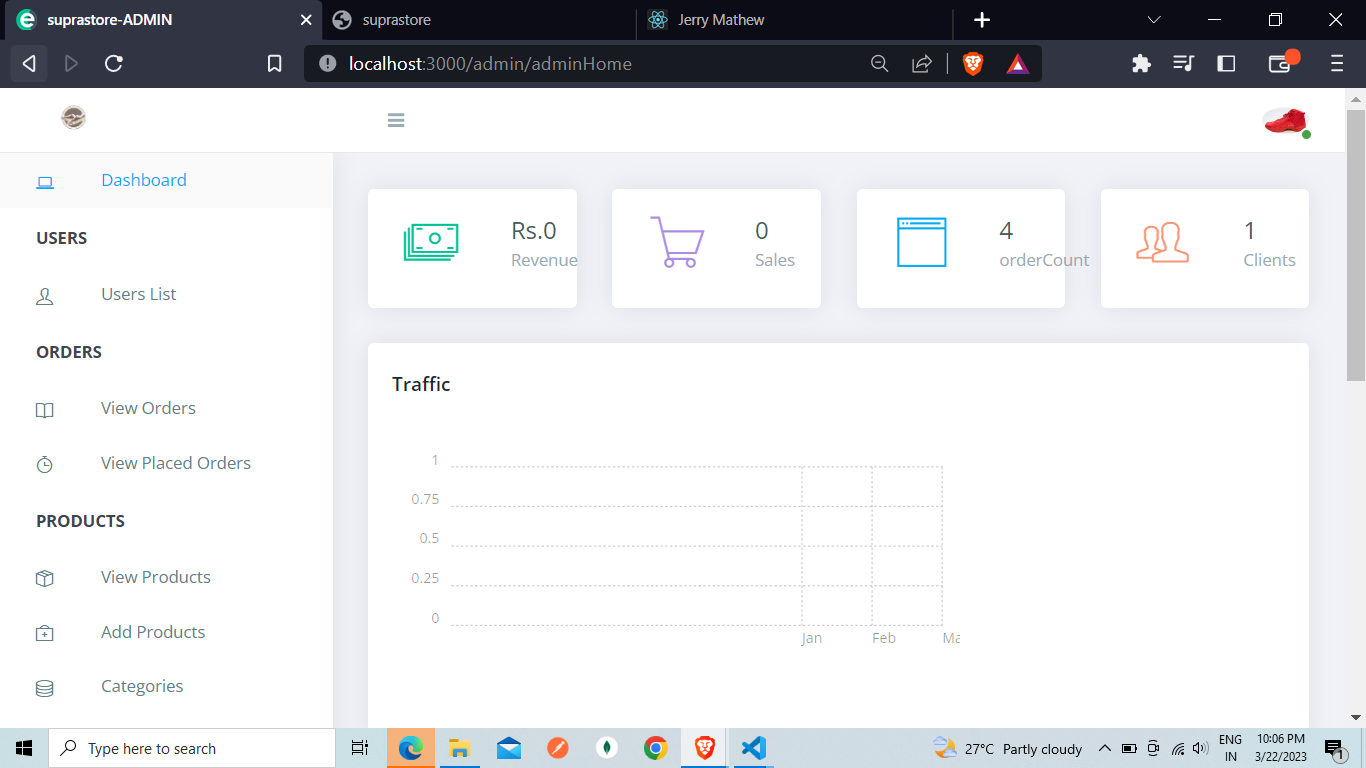 suprastore-ADMIN
suprastore
Jerry Mathew
localhost:3000/admin/adminHome
Dashboard
USERS
Users List
ORDERS
View Orders
View Placed Orders
PRODUCTS
View Products
Add Products
Categories
Rs.0
Revenue
0
Sales
4
orderCount
1
Clients
Traffic
1
0.75
0.5
0.25
0
Jan Feb Ma
Type here to search
27°C Partly cloudy
ENG
IN
10:06 PM
3/22/2023
1